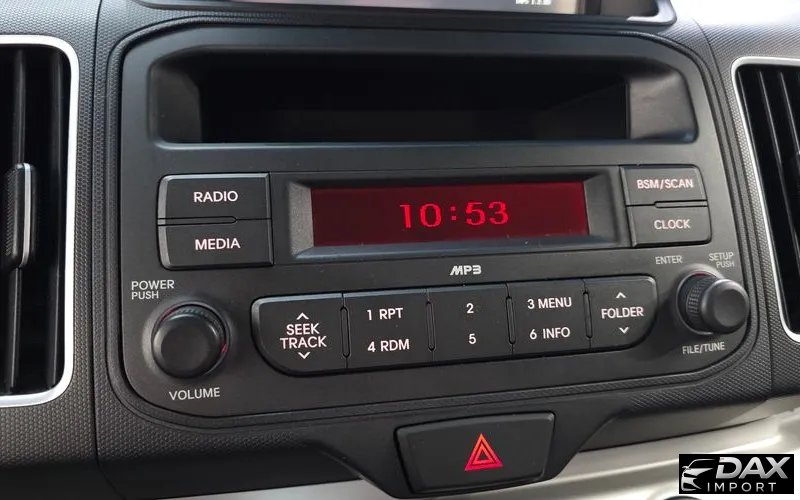 RADIO
MEDIA
10:53
BSM/SCAN
CLOCK
MP3
ENTER
SETUP
PUSH
POWER
PUSH
VOLUME
SEEK
TRACK
1 RPT
4 RDM
2
5
3 MENU
6 INFO
FOLDER
FILE/TUNE
DAX
IMPORT